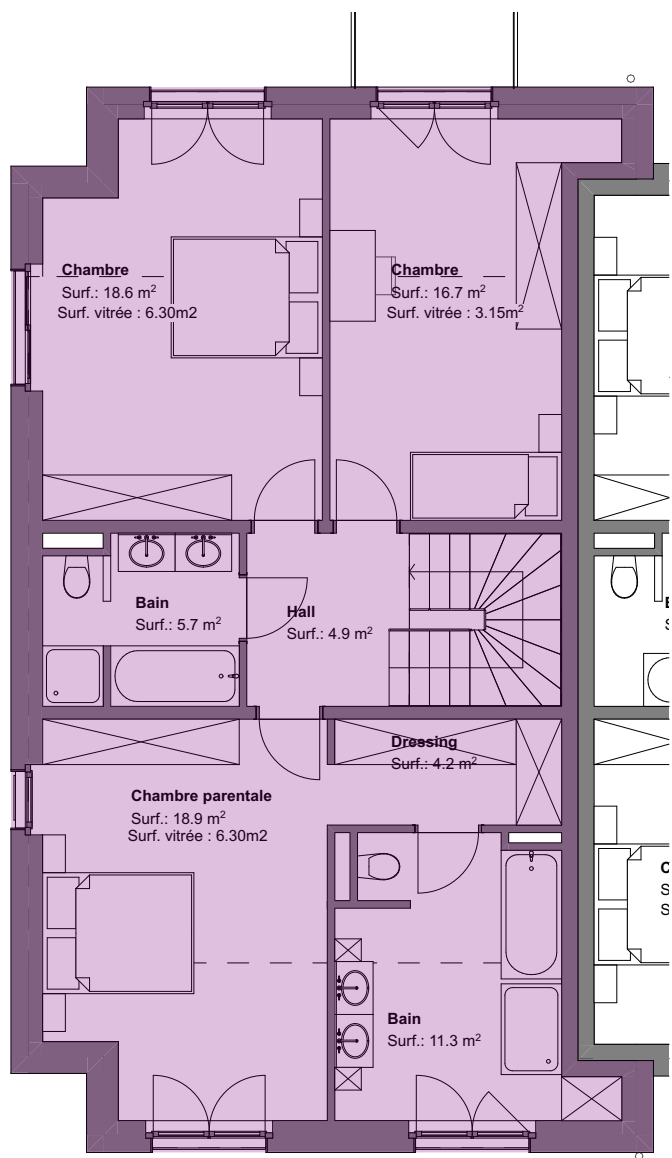 Chambre
Surf.: 18.6 m²
Surf. vitrée : 6.30m2
Chambre
Surf.: 16.7 m²
Surf. vitrée : 3.15m²
Bain
Surf.: 5.7 m²
Hall
Surf.: 4.9 m²
Dressing
Surf.: 4.2 m²
Chambre parentale
Surf.: 18.9 m²
Surf. vitrée : 6.30m2
Bain
Surf.: 11.3 m²